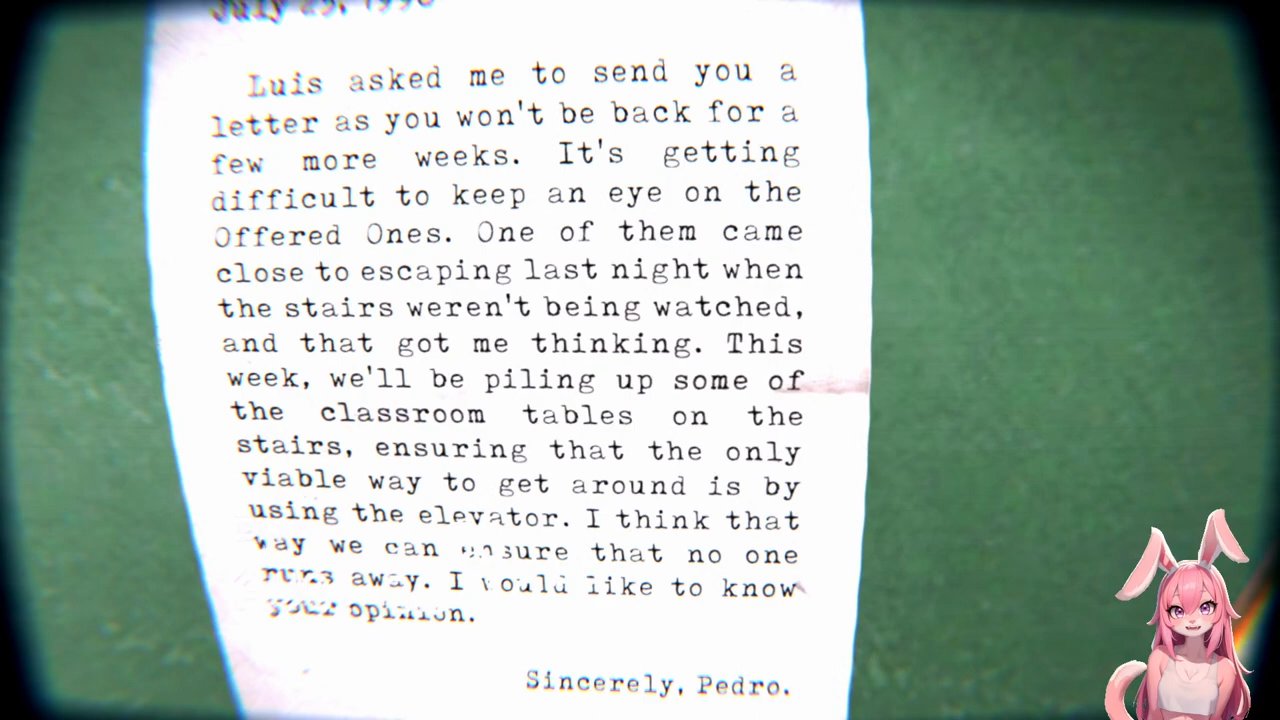 July 25, 1996
Luis asked me to send you a
letter as you won't be back for a
few more weeks. It's getting
difficult to keep an eye on the
Offered Ones. One of them came
close to escaping last night when
the stairs weren't being watched,
and that got me thinking. This
week, we'll be piling up some of
the classroom tables on the
stairs, ensuring that the only
viable way to get around is by
using the elevator. I think that
way we can ensure that no one
runs away. I would like to know
your opinion.
Sincerely, Pedro.